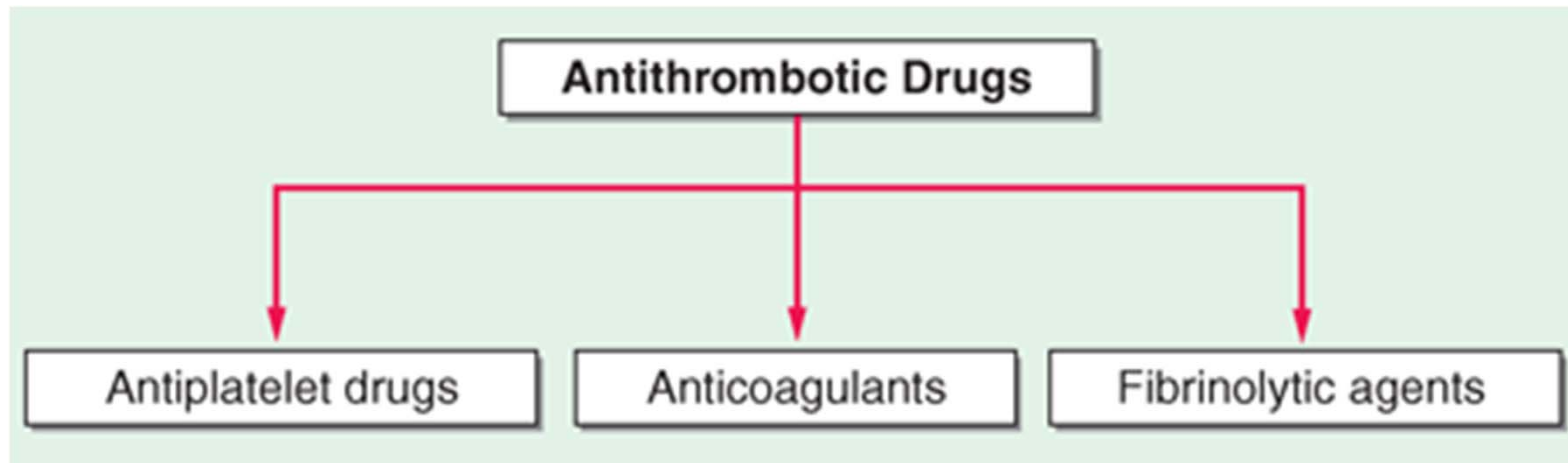 Antithrombotic Drugs
Antiplatelet drugs
Anticoagulants
Fibrinolytic agents